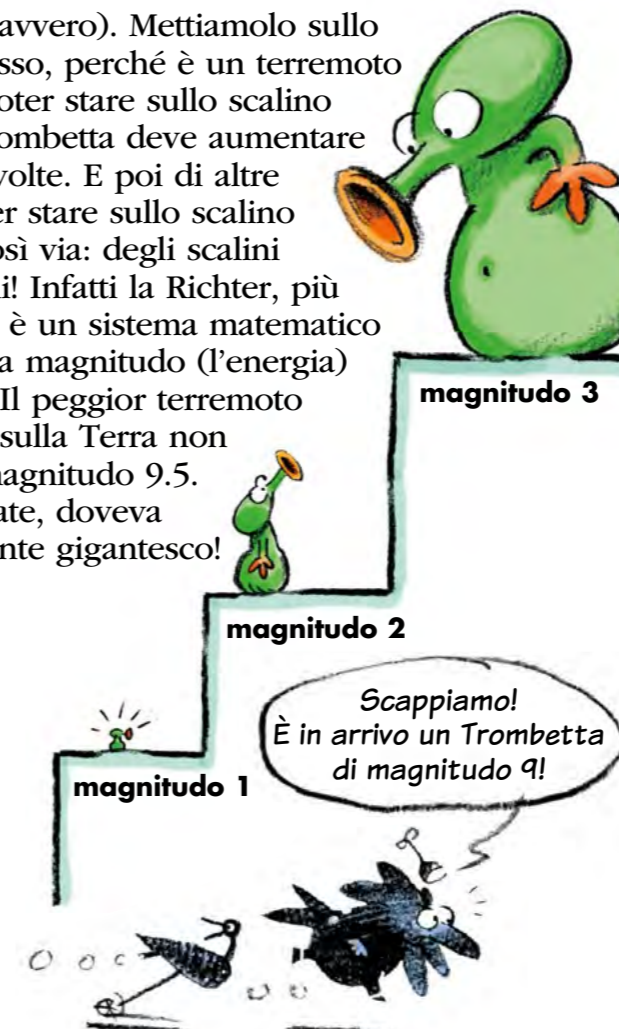 avvero). Mettiamolo sullo
sso, perché è un terremoto
oter stare sullo scalino
rombetta deve aumentare
volte. E poi di altre
er stare sullo scalino
osì via: degli scalini
i! Infatti la Richter, più
è un sistema matematico
a magnitudo (l'energia)
Il peggior terremoto
sulla Terra non
nagnitudo 9.5.
ate, doveva
nte gigantesco!
magnitudo 3
magnitudo 2
magnitudo 1
Scappiamo!
È in arrivo un Trombetta
di magnitudo 9!